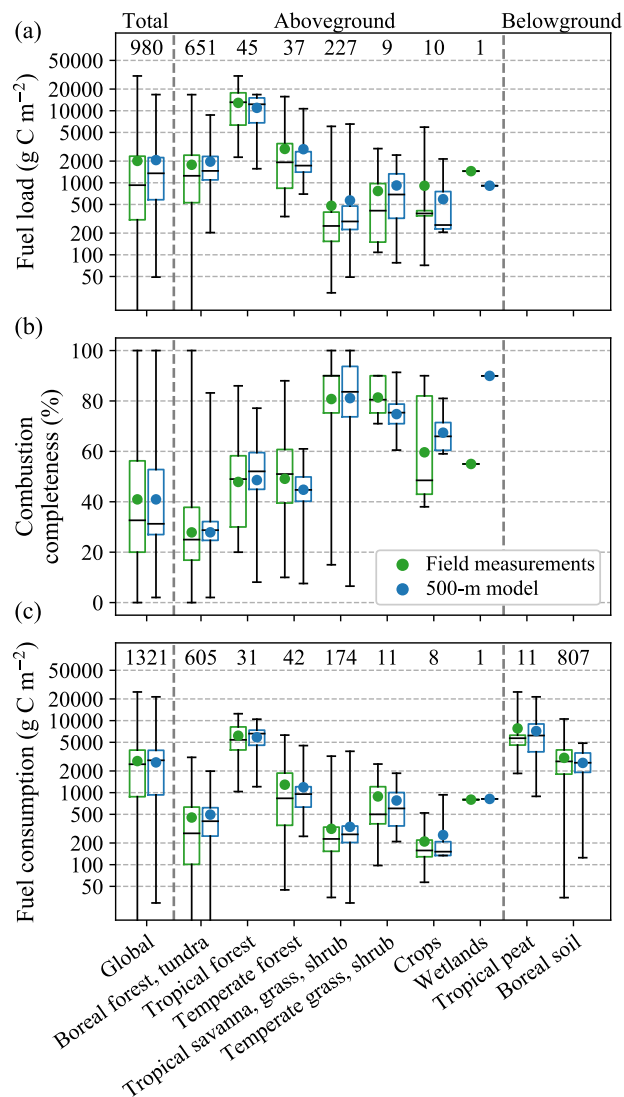 (a) Total Aboveground Belowground
980 651 45 37 227 9 10 1
50000
20000
10000
5000
2000
1000
500
200
100
50
Fuel load (g C m⁻²)
(b)
100
80
60
40
20
0
Combustion
completeness (%)
Field measurements
500-m model
(c)
1321 605 31 42 174 11 8 1 11 807
50000
20000
10000
5000
2000
1000
500
200
100
50
Fuel consumption (g C m⁻²)
Global
Boreal forest, tundra
Tropical forest
Temperate forest
Tropical savanna, grass, shrub
Temperate grass, shrub
Crops
Wetlands
Tropical peat
Boreal soil